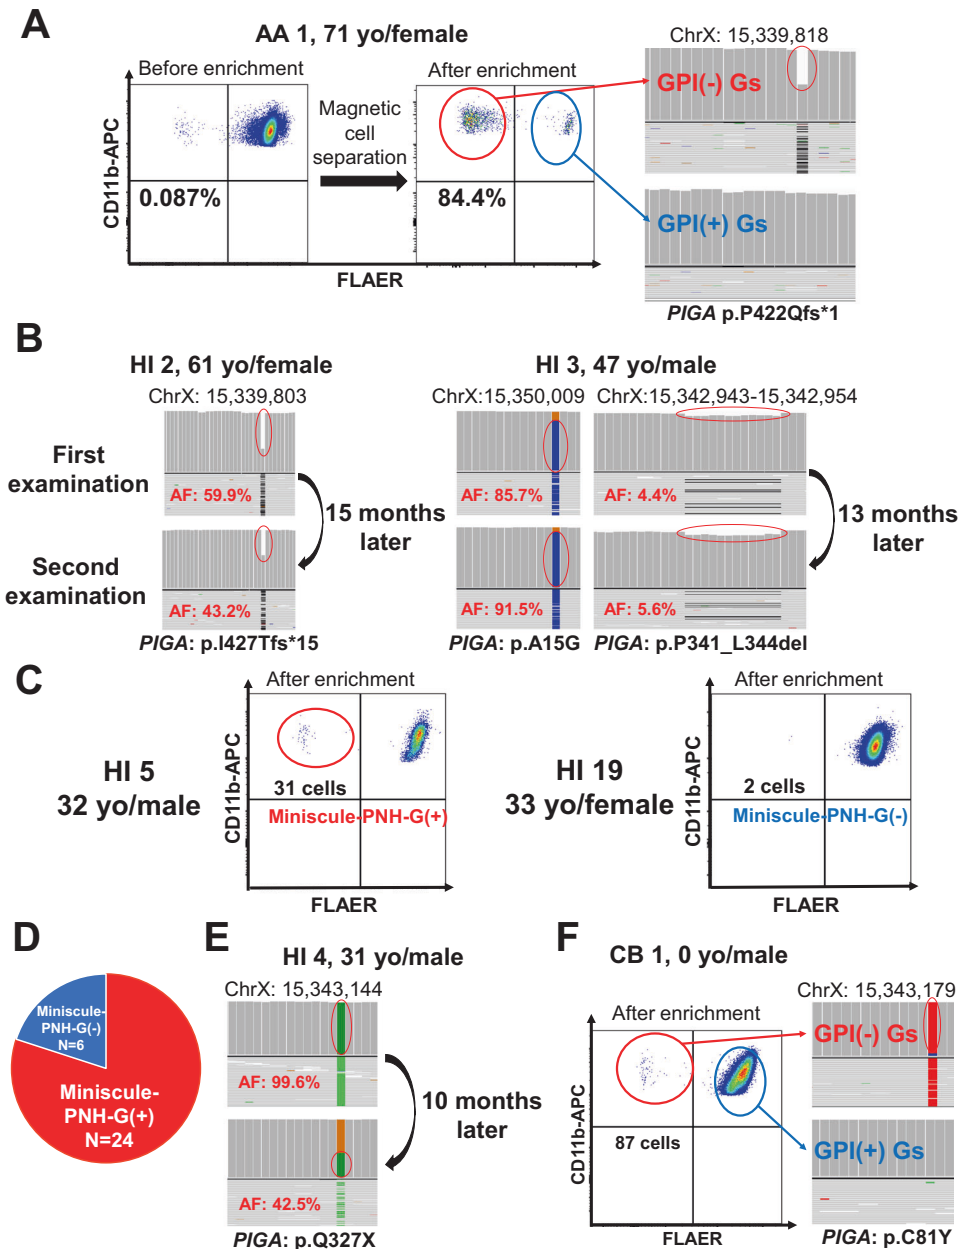 A
AA 1, 71 yo/female
Before enrichment
After enrichment
ChrX: 15,339,818
CD11b-APC
Magnetic
cell
separation
0.087%
84.4%
FLAER
GPI(-) Gs
GPI(+) Gs
PIGA p.P422Qfs*1
B
HI 2, 61 yo/female
HI 3, 47 yo/male
ChrX: 15,339,803
ChrX:15,350,009
ChrX:15,342,943-15,342,954
First
examination
AF: 59.9%
15 months
later
AF: 85.7%
AF: 4.4%
13 months
later
Second
examination
AF: 43.2%
AF: 91.5%
AF: 5.6%
PIGA: p.I427Tfs*15
PIGA: p.A15G
PIGA: p.P341_L344del
C
After enrichment
HI 5
32 yo/male
CD11b-APC
31 cells
Miniscule-PNH-G(+)
FLAER
After enrichment
HI 19
33 yo/female
CD11b-APC
2 cells
Miniscule-PNH-G(-)
FLAER
D
Miniscule-
PNH-G(-)
N=6
Miniscule-
PNH-G(+)
N=24
E
HI 4, 31 yo/male
ChrX: 15,343,144
AF: 99.6%
10 months
later
AF: 42.5%
PIGA: p.Q327X
F
CB 1, 0 yo/male
ChrX: 15,343,179
After enrichment
CD11b-APC
87 cells
FLAER
GPI(-) Gs
GPI(+) Gs
PIGA: p.C81Y